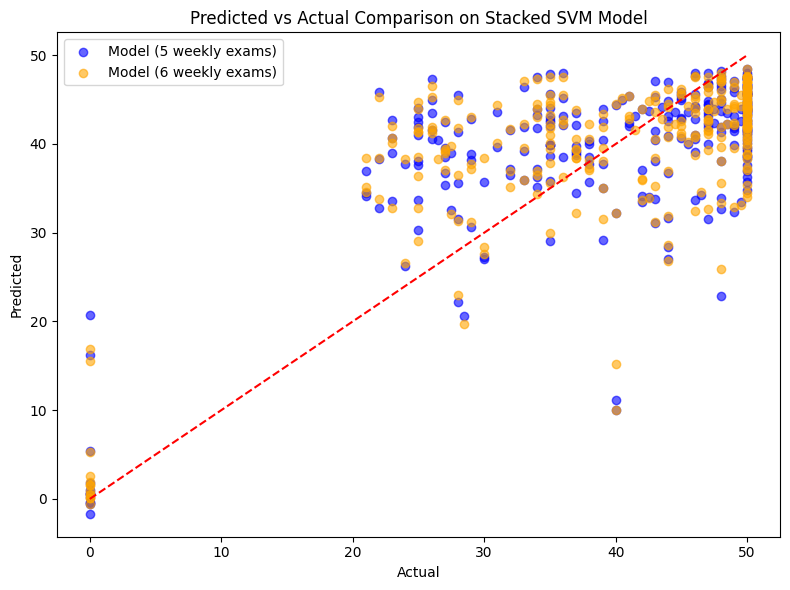 Predicted vs Actual Comparison on Stacked SVM Model
Model (5 weekly exams)
Model (6 weekly exams)
Predicted
50
40
30
20
10
0
0 10 20 30 40 50
Actual